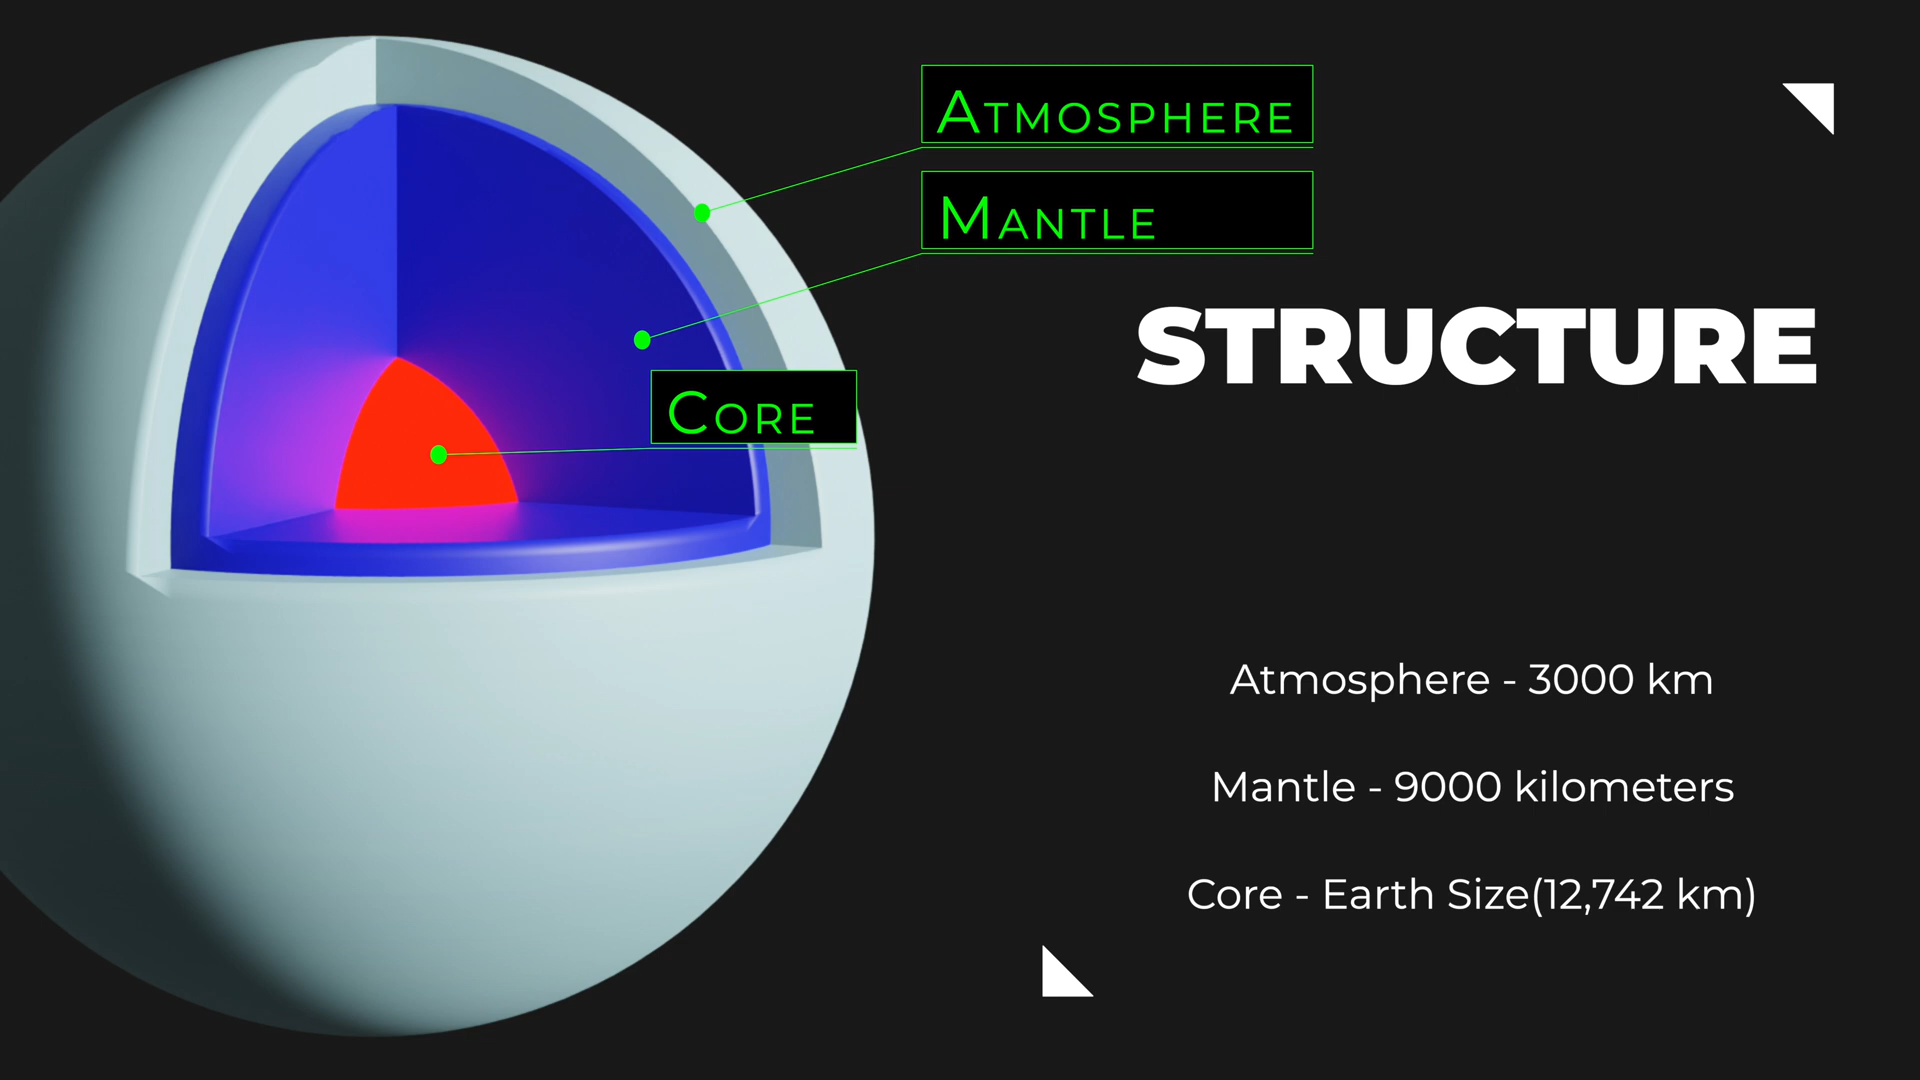 Atmosphere
Mantle
Core
STRUCTURE
Atmosphere - 3000 km
Mantle - 9000 kilometers
Core - Earth Size(12,742 km)